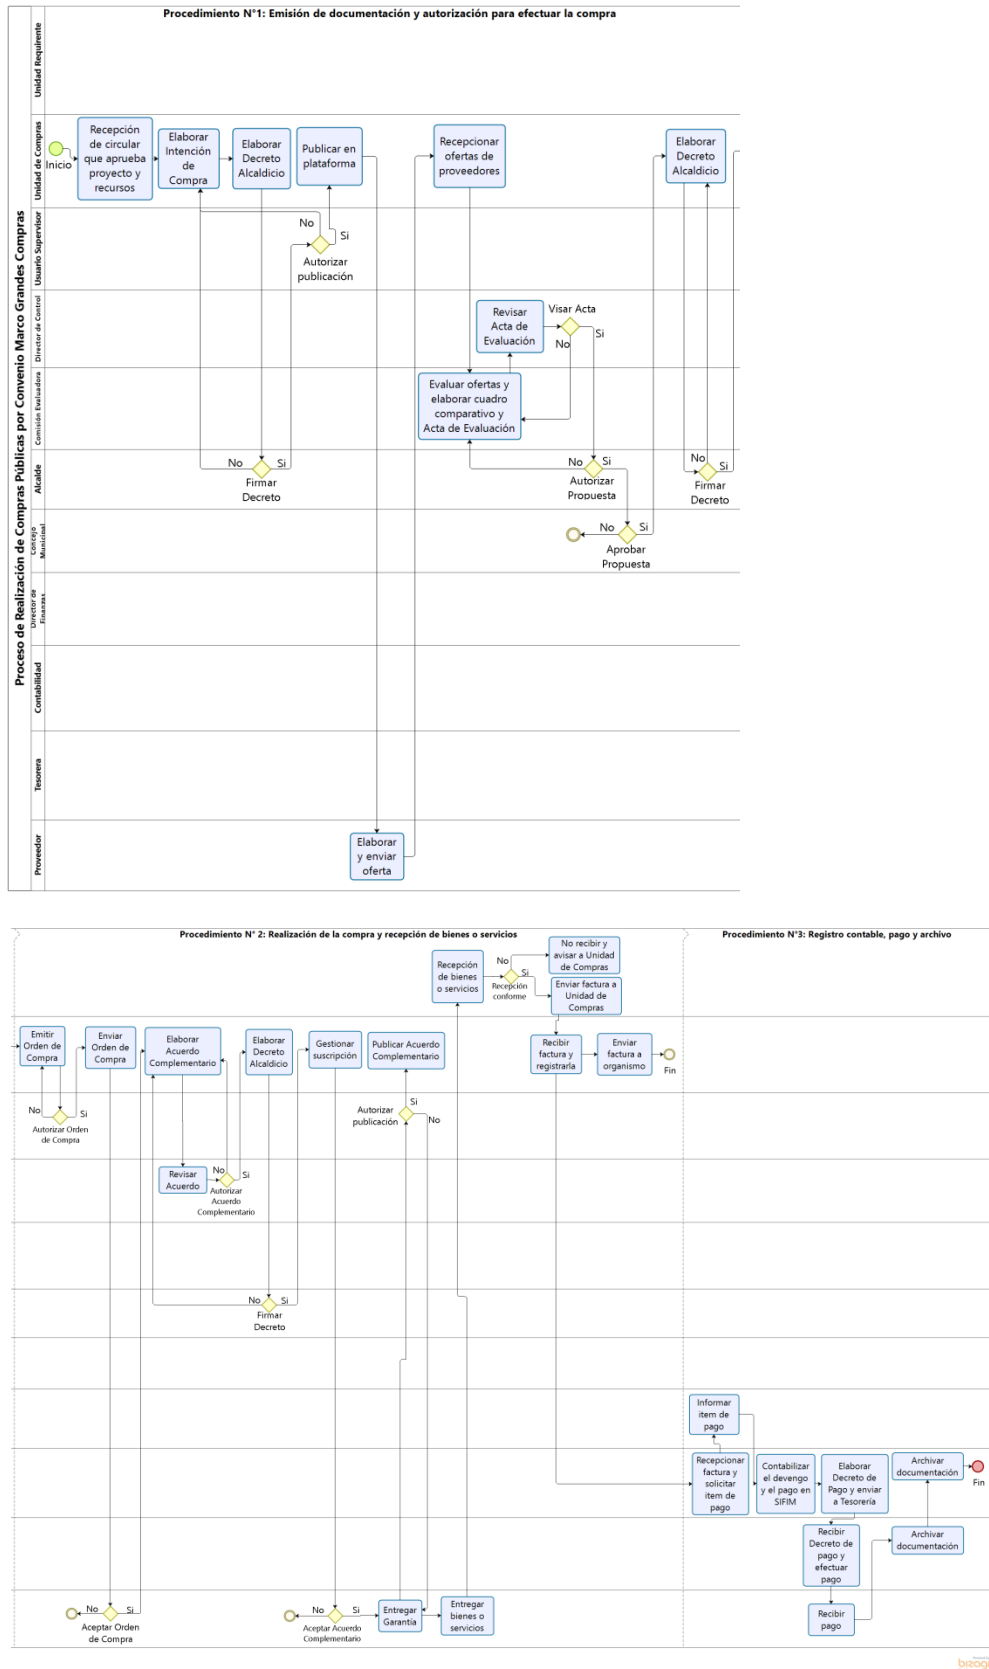 Procedimiento N°1: Emisión de documentación y autorización para efectuar la compra
Proceso de Realización de Compras Públicas por Convenio Marco Grandes Compras
Unidad Requirente
Unidad de Compras
Usuario Supervisor
Director de Control
Comisión Evaluadora
Alcalde
Concejo
Municipal
Director de
Finanzas
Contabilidad
Tesorera
Proveedor
Inicio
Recepción
de circular
que aprueba
proyecto y
recursos
Elaborar
Intención
de
Compra
Elaborar
Decreto
Alcaldicio
Publicar en
plataforma
No
Si
Autorizar
publicación
No
Si
Firmar
Decreto
Elaborar
y enviar
oferta
Recepcionar
ofertas de
proveedores
Evaluar ofertas y
elaborar cuadro
comparativo y
Acta de Evaluación
Revisar
Acta de
Evaluación
Visar Acta
Si
No
No
Si
Autorizar
Propuesta
No
Si
Aprobar
Propuesta
Elaborar
Decreto
Alcaldicio
No
Si
Firmar
Decreto
Procedimiento N° 2: Realización de la compra y recepción de bienes o servicios
Emitir
Orden de
Compra
No
Si
Autorizar Orden
de Compra
Enviar
Orden de
Compra
No
Si
Aceptar Orden
de Compra
Elaborar
Acuerdo
Complementario
Revisar
Acuerdo
No
Si
Autorizar
Acuerdo
Complementario
Elaborar
Decreto
Alcaldicio
No
Si
Firmar
Decreto
Gestionar
suscripción
No
Si
Aceptar Acuerdo
Complementario
Entregar
Garantía
Autorizar
publicación
Si
No
Publicar Acuerdo
Complementario
Entregar
bienes o
servicios
Recepción
de bienes
o servicios
No
Si
Recepción
conforme
No recibir y
avisar a Unidad
de Compras
Enviar factura a
Unidad de
Compras
Recibir
factura y
registrarla
Enviar
factura a
organismo
Fin
Procedimiento N°3: Registro contable, pago y archivo
Informar
item de
pago
Recepcionar
factura y
solicitar
item de
pago
Contabilizar
el devengo
y el pago en
SIFIM
Elaborar
Decreto de
Pago y enviar
a Tesorería
Recibir
Decreto de
pago y
efectuar
pago
Recibir
pago
Archivar
documentación
Archivar
documentación
Fin
bizagi